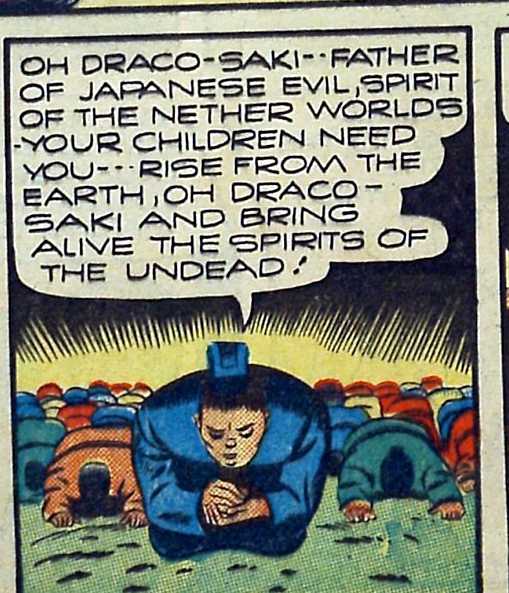 OH DRACO-SAKI--FATHER
OF JAPANESE EVIL, SPIRIT
OF THE NETHER WORLDS
-YOUR CHILDREN NEED
YOU---RISE FROM THE
EARTH, OH DRACO-
SAKI AND BRING
ALIVE THE SPIRITS OF
THE UNDEAD!